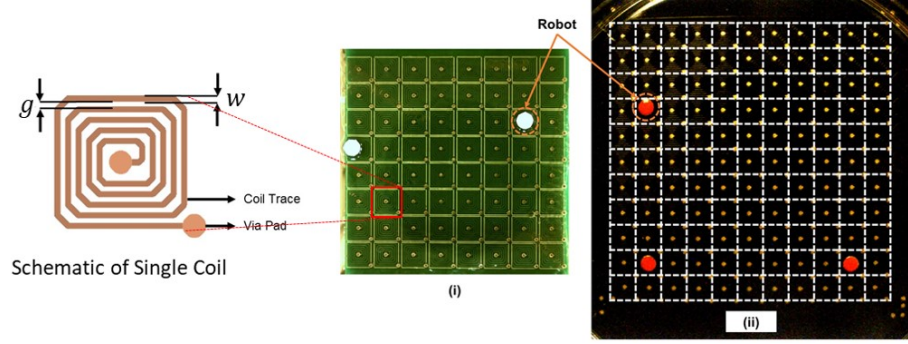 Robot
g
w
Coil Trace
Via Pad
Schematic of Single Coil
(i)
(ii)